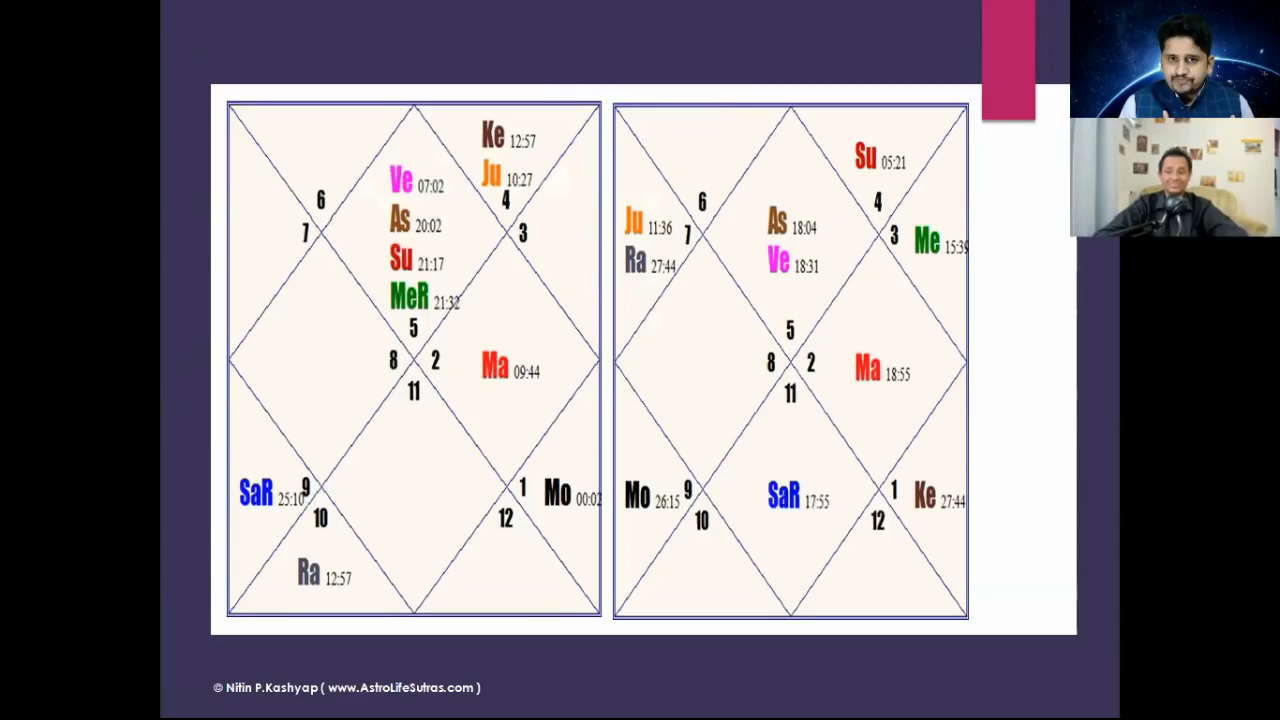 Ke 12:57
Ju 10:27
Ve 07:02
As 20:02
Su 21:17
MeR 21:32
6
7
4
3
5
8
2
11
Ma 09:44
SaR 25:10
9
10
1
12
Mo 00:02
Ra 12:57
Su 05:21
Ju 11:36
Ra 27:44
6
7
As 18:04
Ve 18:31
4
3
Me 15:39
5
8
2
11
Ma 18:55
Mo 26:15
9
10
SaR 17:55
1
12
Ke 27:44
© Nitin P.Kashyap ( www.AstroLifeSutras.com )